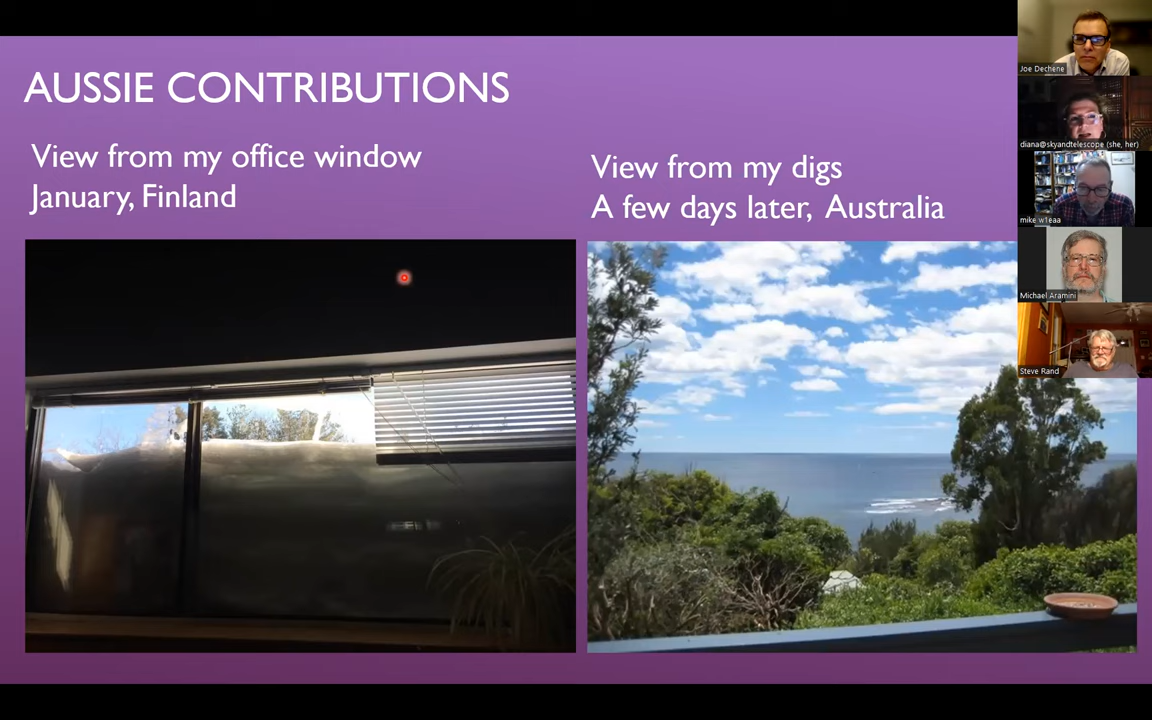 AUSSIE CONTRIBUTIONS
View from my office window
January, Finland
View from my digs
A few days later, Australia
Joe Dechene
diana@skyandtelescope (she, her)
mike w1eaa
Michael Aramini
Steve Rand